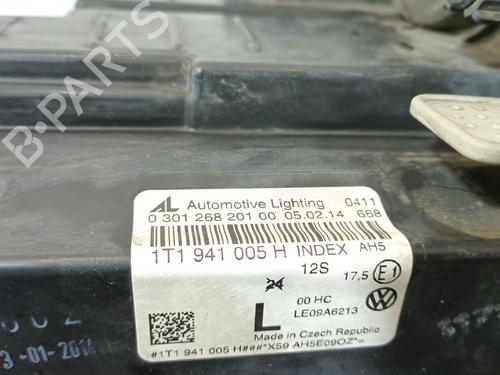 B-PARTS
AL Automotive Lighting 0411
0 301 268 201 00 05.02.14 668
1T1 941 005 H INDEX AH5
12S 17,5 E1
24
L 00 HC
LE09A6213
Made in Czech Republic
#1T1 941 005 H###*X59 AH5E09OZ*=